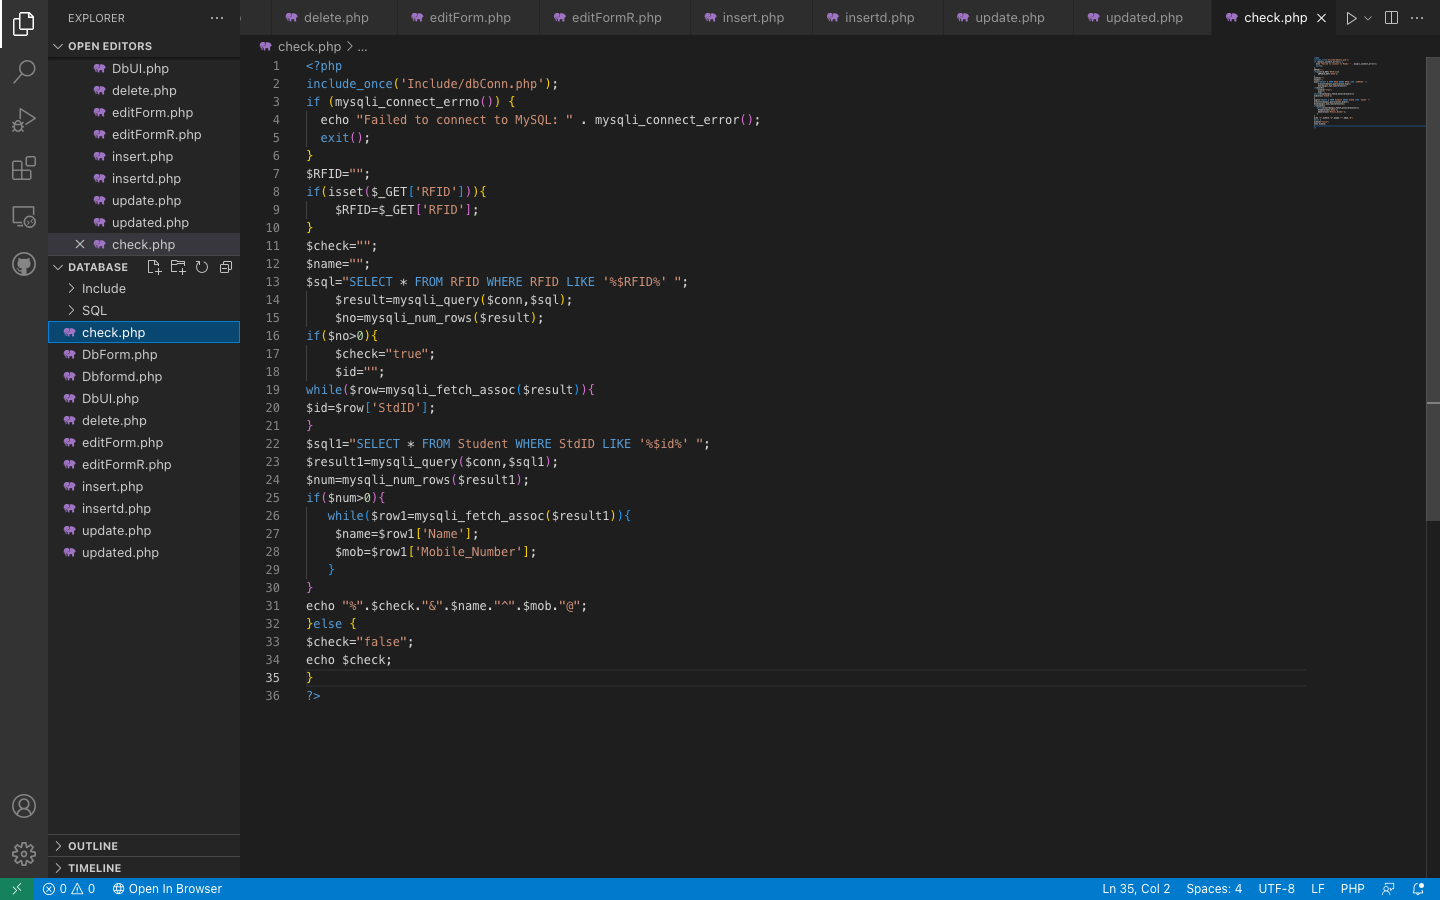 EXPLORER
OPEN EDITORS
DbUI.php
delete.php
editForm.php
editFormR.php
insert.php
insertd.php
update.php
updated.php
check.php
DATABASE
Include
SQL
check.php
DbForm.php
Dbformd.php
DbUI.php
delete.php
editForm.php
editFormR.php
insert.php
insertd.php
update.php
updated.php
OUTLINE
TIMELINE
delete.php editForm.php editFormR.php insert.php insertd.php update.php updated.php check.php
check.php > ...
1 <?php
2 include_once('Include/dbConn.php');
3 if (mysqli_connect_errno()) {
4 echo "Failed to connect to MySQL: " . mysqli_connect_error();
5 exit();
6 }
7 $RFID="";
8 if(isset($_GET['RFID'])){
9 $RFID=$_GET['RFID'];
10 }
11 $check="";
12 $name="";
13 $sql="SELECT * FROM RFID WHERE RFID LIKE '%$RFID%' ";
14 $result=mysqli_query($conn,$sql);
15 $no=mysqli_num_rows($result);
16 if($no>0){
17 $check="true";
18 $id="";
19 while($row=mysqli_fetch_assoc($result)){
20 $id=$row['StdID'];
21 }
22 $sql1="SELECT * FROM Student WHERE StdID LIKE '%$id%' ";
23 $result1=mysqli_query($conn,$sql1);
24 $num=mysqli_num_rows($result1);
25 if($num>0){
26 while($row1=mysqli_fetch_assoc($result1)){
27 $name=$row1['Name'];
28 $mob=$row1['Mobile_Number'];
29 }
30 }
31 echo "%".$check."&".$name."^".$mob."@";
32 }else {
33 $check="false";
34 echo $check;
35 }
36 ?>
0 0 Open In Browser Ln 35, Col 2 Spaces: 4 UTF-8 LF PHP